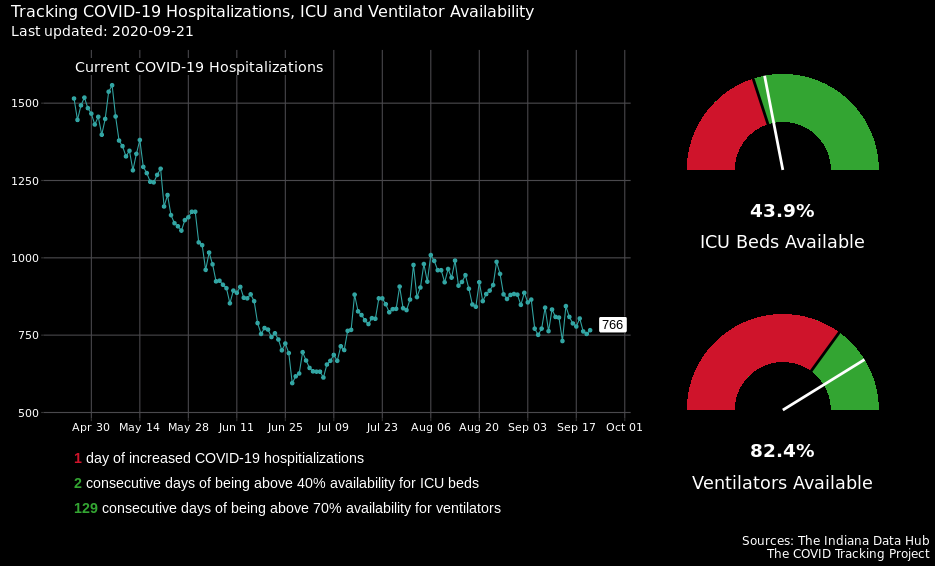 Tracking COVID-19 Hospitalizations, ICU and Ventilator Availability
Last updated: 2020-09-21
Current COVID-19 Hospitalizations
1500
1250
1000
750
500
766
Apr 30 May 14 May 28 Jun 11 Jun 25 Jul 09 Jul 23 Aug 06 Aug 20 Sep 03 Sep 17 Oct 01
1 day of increased COVID-19 hospitializations
2 consecutive days of being above 40% availability for ICU beds
129 consecutive days of being above 70% availability for ventilators
43.9%
ICU Beds Available
82.4%
Ventilators Available
Sources: The Indiana Data Hub
The COVID Tracking Project